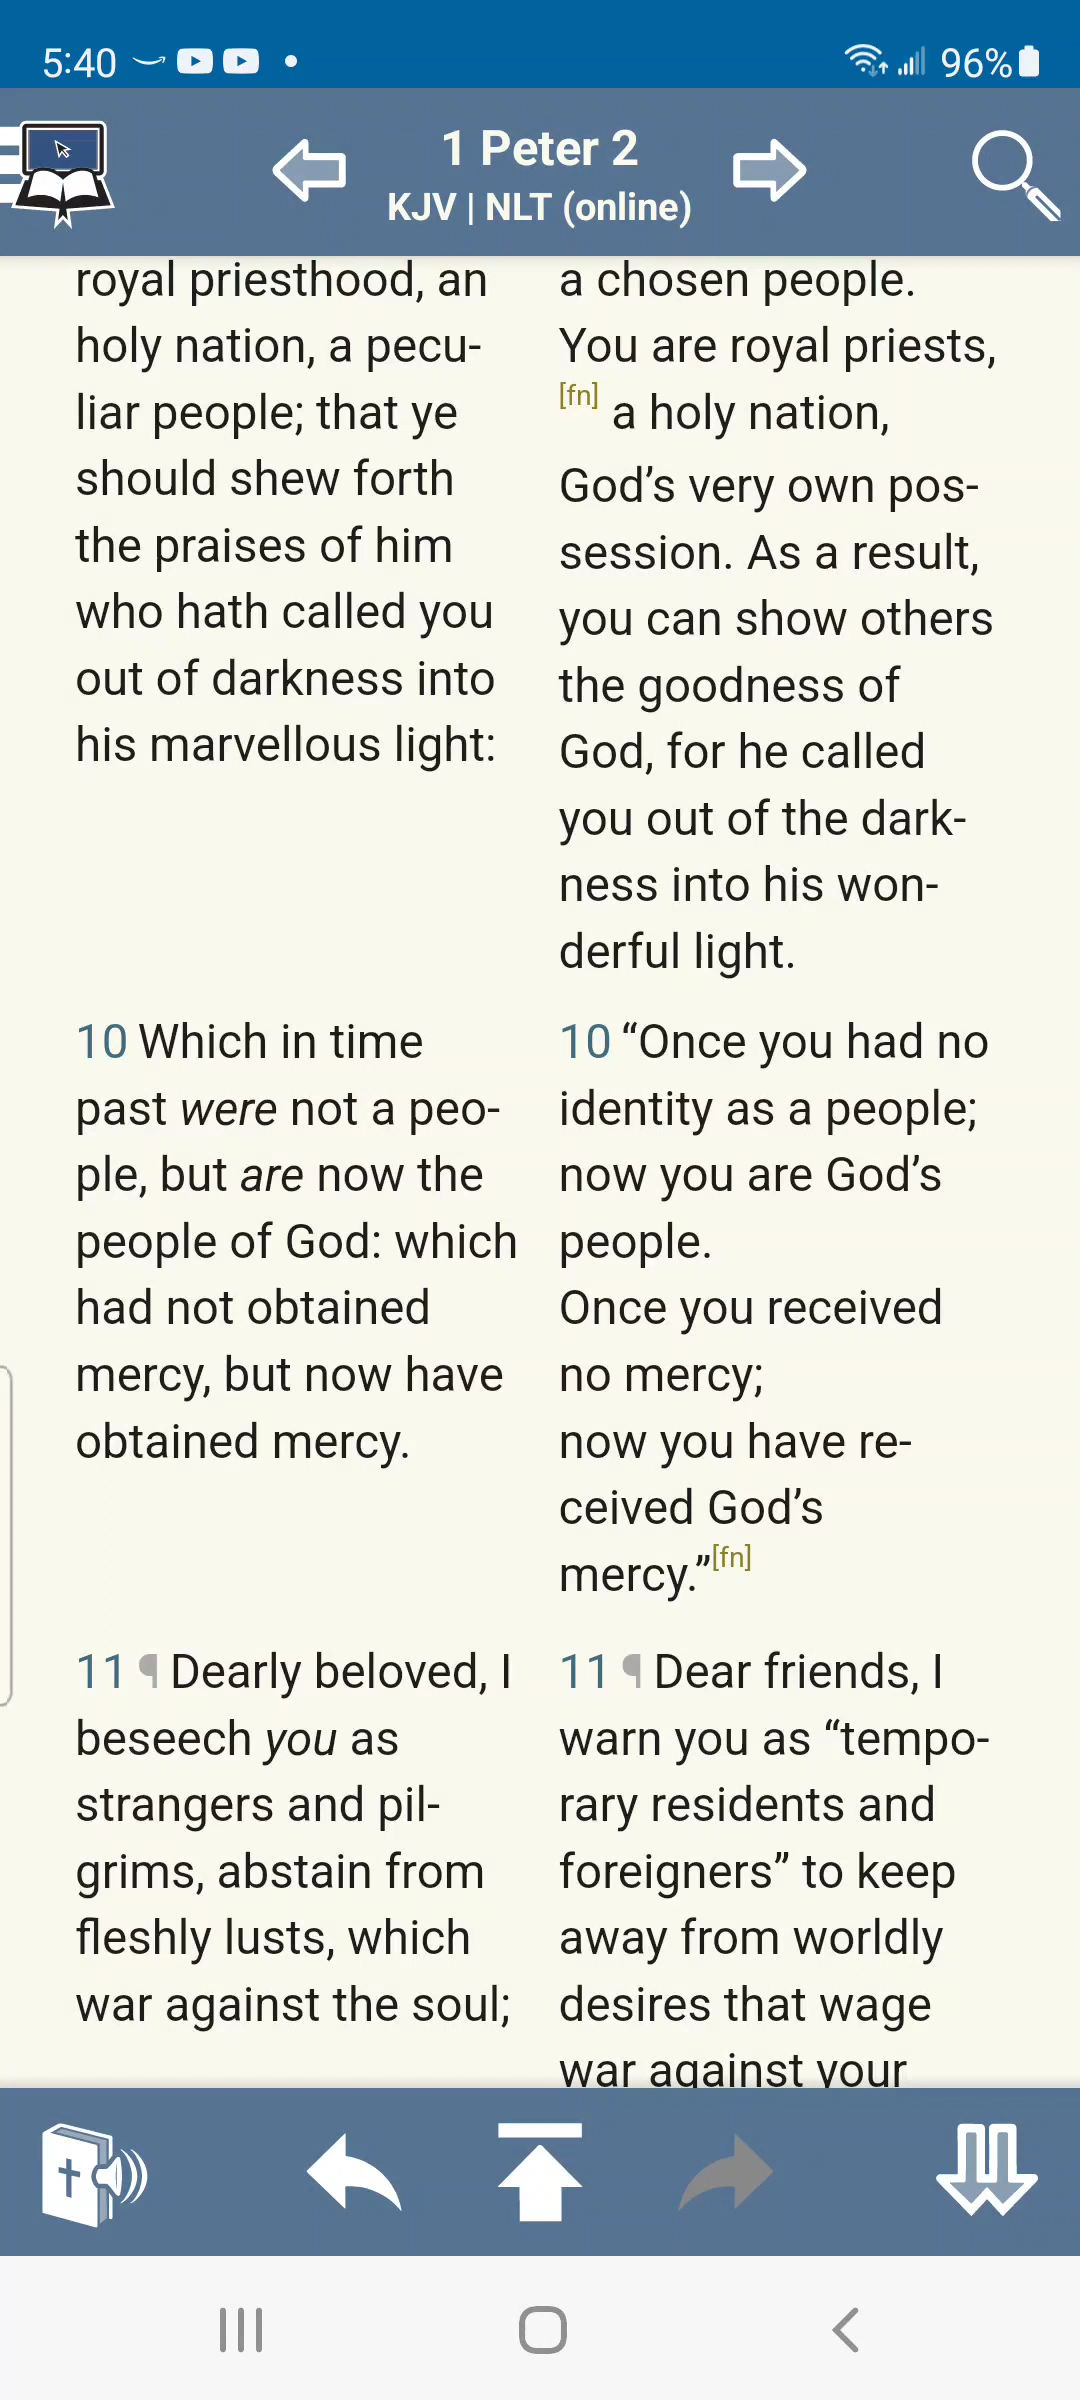 5:40
96%
1 Peter 2
KJV | NLT (online)
royal priesthood, an
holy nation, a pecu-
liar people; that ye
should shew forth
the praises of him
who hath called you
out of darkness into
his marvellous light:
a chosen people.
You are royal priests,
[fn] a holy nation,
God’s very own pos-
session. As a result,
you can show others
the goodness of
God, for he called
you out of the dark-
ness into his won-
derful light.
10 Which in time
past were not a peo-
ple, but are now the
people of God: which
had not obtained
mercy, but now have
obtained mercy.
10 “Once you had no
identity as a people;
now you are God’s
people.
Once you received
no mercy;
now you have re-
ceived God’s
mercy.”[fn]
11 ¶ Dearly beloved, I
beseech you as
strangers and pil-
grims, abstain from
fleshly lusts, which
war against the soul;
11 ¶ Dear friends, I
warn you as “tempo-
rary residents and
foreigners” to keep
away from worldly
desires that wage
war against your